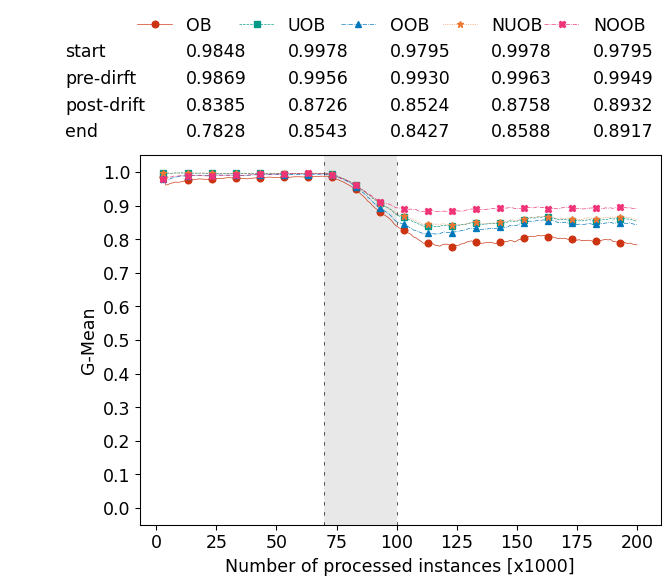 OB UOB OOB NUOB NOOB
start 0.9848 0.9978 0.9795 0.9978 0.9795
pre-dirft 0.9869 0.9956 0.9930 0.9963 0.9949
post-drift 0.8385 0.8726 0.8524 0.8758 0.8932
end 0.7828 0.8543 0.8427 0.8588 0.8917
1.0
0.9
0.8
0.7
0.6
0.5
0.4
0.3
0.2
0.1
0.0
G-Mean
0 25 50 75 100 125 150 175 200
Number of processed instances [x1000]